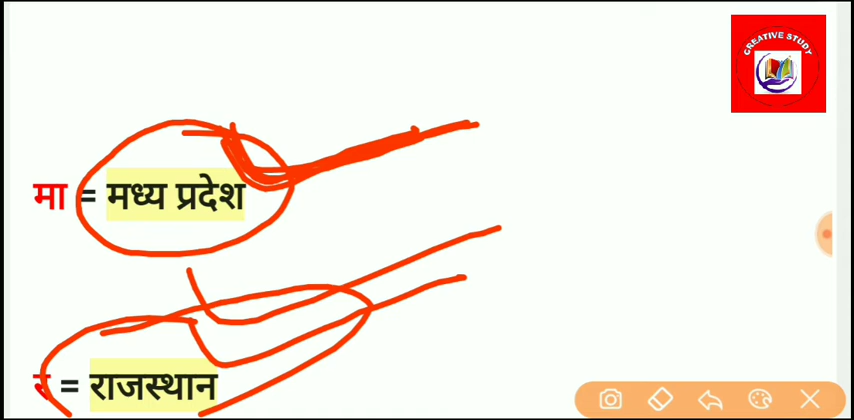 CREATIVE STUDY
मा = मध्य प्रदेश
= राजस्थान